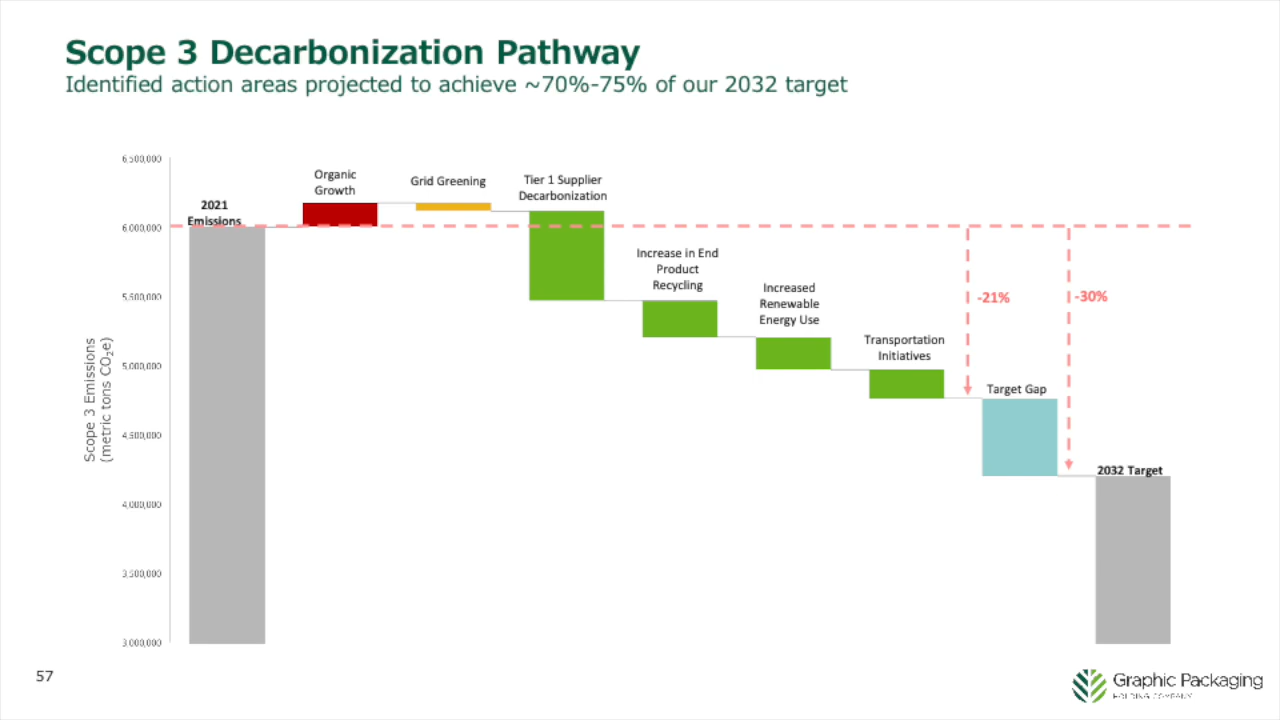 Scope 3 Decarbonization Pathway
Identified action areas projected to achieve ~70%-75% of our 2032 target
6,500,000
6,000,000
5,500,000
5,000,000
4,500,000
4,000,000
3,500,000
3,000,000
Scope 3 Emissions
(metric tons CO₂e)
2021
Emissions
Organic
Growth
Grid Greening
Tier 1 Supplier
Decarbonization
Increase in End
Product
Recycling
Increased
Renewable
Energy Use
Transportation
Initiatives
-21%
Target Gap
-30%
2032 Target
57
Graphic Packaging
HOLDING COMPANY